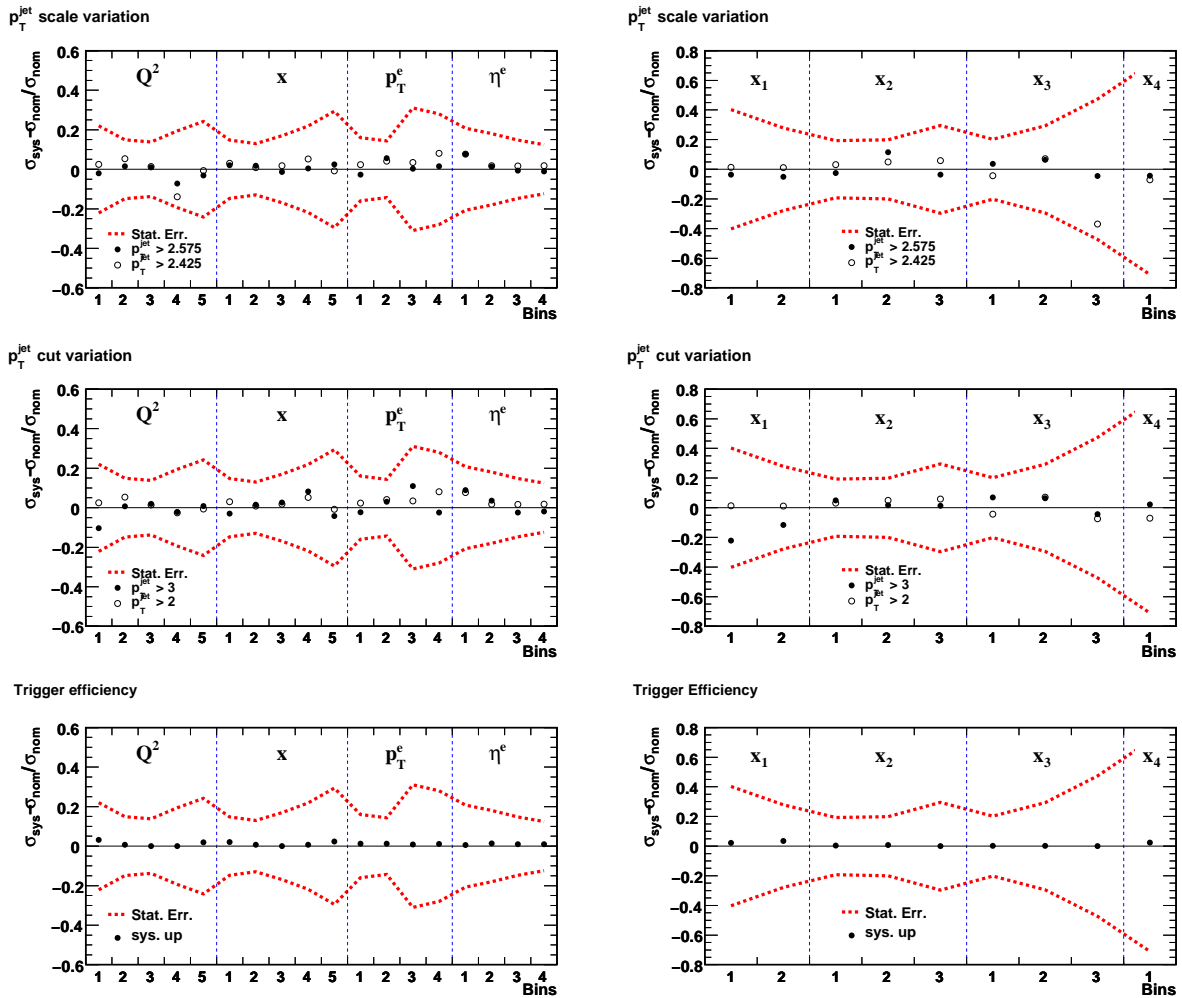 p_T^jet scale variation
σ_sys-σ_nom/σ_nom
0.6
0.4
0.2
0
−0.2
−0.4
−0.6
Q² x p_T^e η^e
Stat. Err.
p_T^jet > 2.575
p_T^jet > 2.425
1 2 3 4 5 1 2 3 4 5 1 2 3 4 1 2 3 4
Bins
p_T^jet scale variation
σ_sys-σ_nom/σ_nom
0.8
0.6
0.4
0.2
0
−0.2
−0.4
−0.6
−0.8
x₁ x₂ x₃ x₄
Stat. Err.
p_T^jet > 2.575
p_T^jet > 2.425
1 2 1 2 3 1 2 3 1
Bins
p_T^jet cut variation
σ_sys-σ_nom/σ_nom
0.6
0.4
0.2
0
−0.2
−0.4
−0.6
Q² x p_T^e η^e
Stat. Err.
p_T^jet > 3
p_T^jet > 2
1 2 3 4 5 1 2 3 4 5 1 2 3 4 1 2 3 4
Bins
p_T^jet cut variation
σ_sys-σ_nom/σ_nom
0.8
0.6
0.4
0.2
0
−0.2
−0.4
−0.6
−0.8
x₁ x₂ x₃ x₄
Stat. Err.
p_T^jet > 3
p_T^jet > 2
1 2 1 2 3 1 2 3 1
Bins
Trigger efficiency
σ_sys-σ_nom/σ_nom
0.6
0.4
0.2
0
−0.2
−0.4
−0.6
Q² x p_T^e η^e
Stat. Err.
sys. up
1 2 3 4 5 1 2 3 4 5 1 2 3 4 1 2 3 4
Bins
Trigger Efficiency
σ_sys-σ_nom/σ_nom
0.8
0.6
0.4
0.2
0
−0.2
−0.4
−0.6
−0.8
x₁ x₂ x₃ x₄
Stat. Err.
sys. up
1 2 1 2 3 1 2 3 1
Bins